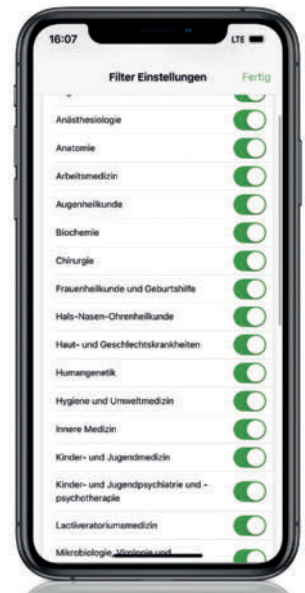 16:07
LTE
Filter Einstellungen
Fertig
Anästhesiologie
Anatomie
Arbeitsmedizin
Augenheilkunde
Biochemie
Chirurgie
Frauenheilkunde und Geburtshilfe
Hals-Nasen-Ohrenheilkunde
Haut- und Geschlechtskrankheiten
Humangenetik
Hygiene und Umweltmedizin
Innere Medizin
Kinder- und Jugendmedizin
Kinder- und Jugendpsychiatrie und -
psychotherapie
Lactiveratoriumsmedizin
Mikrobiologie, Virologie und